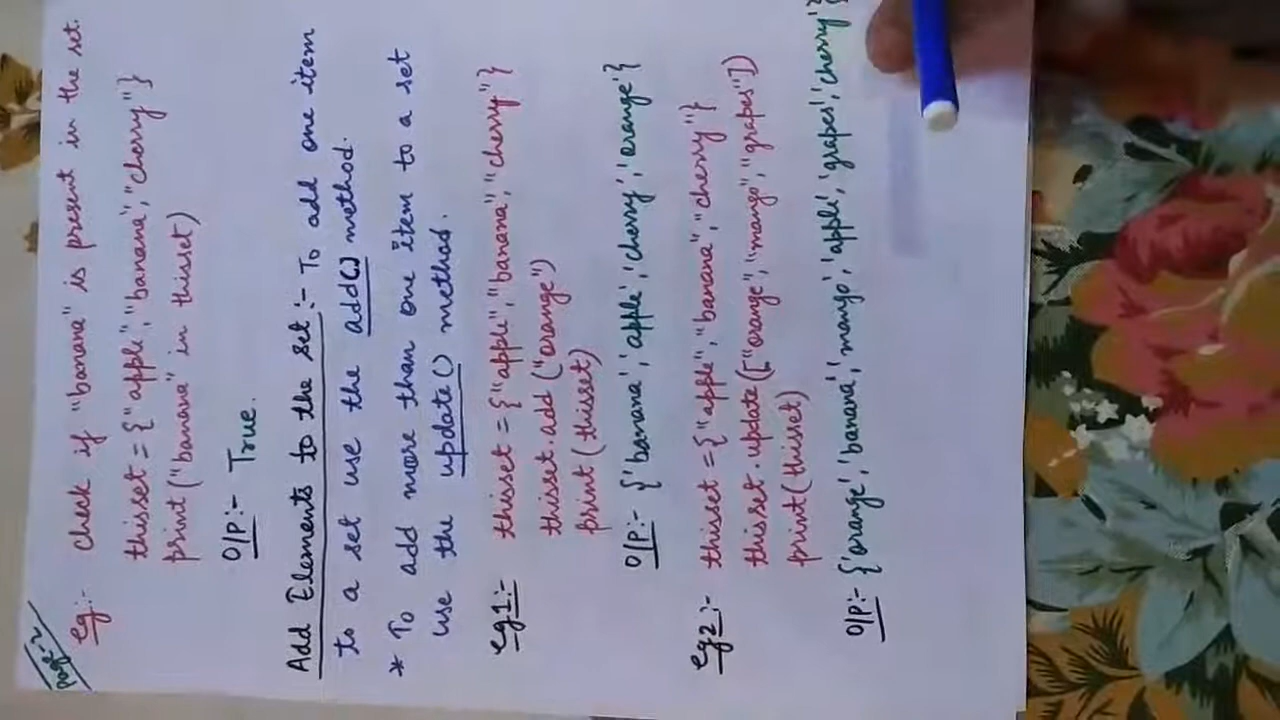 page-2
eg:- check if "banana" is present in the set.
thisset = {"apple","banana","cherry"}
print("banana" in thisset)
O/P:- True.
Add Elements to the set:- To add one item
to a set use the add() method.
* To add more than one item to a set
use the update() method.
eg1:- thisset = {"apple","banana","cherry"}
thisset.add("orange")
print(thisset)
O/P:- {'banana','apple','cherry','orange'}
eg2:- thisset = {"apple","banana","cherry"}
thisset.update(["orange","mango","grapes"])
print(thisset)
O/P:- {'orange','banana','mango','apple','grapes','cherry'}